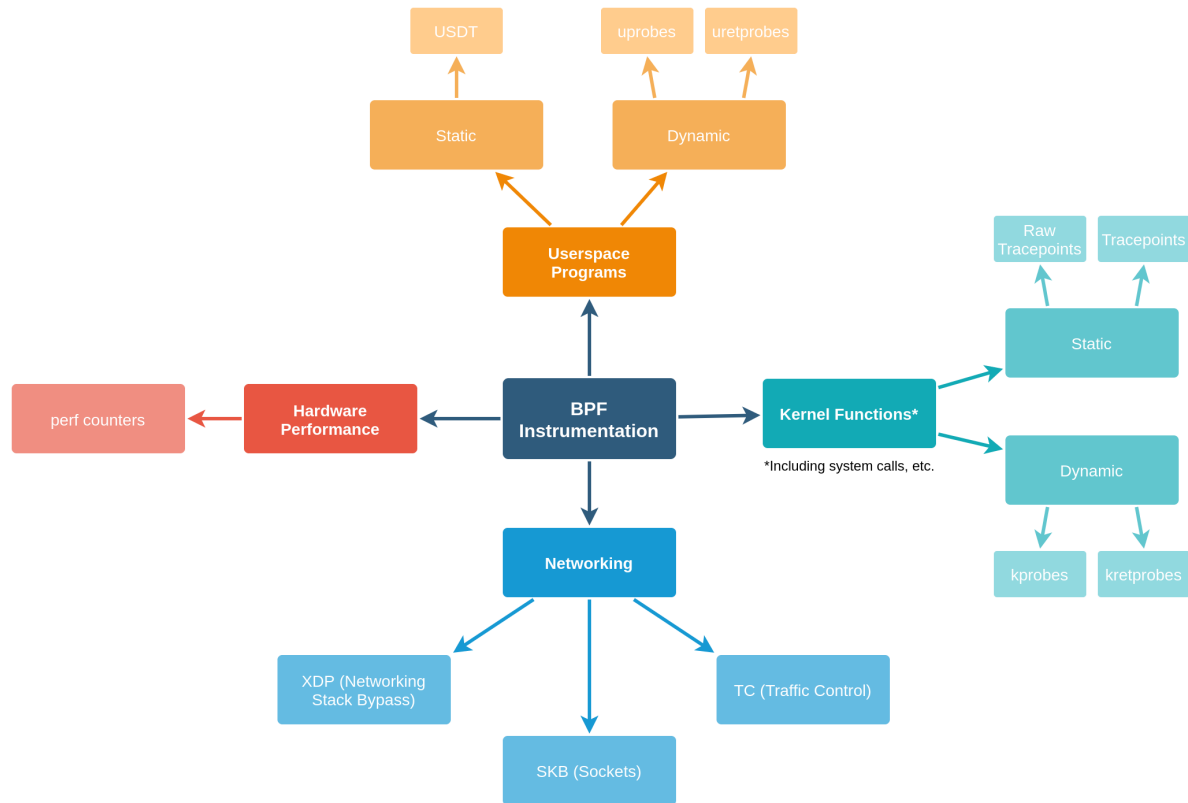 USDT
uprobes
uretprobes
Static
Dynamic
Userspace
Programs
Raw
Tracepoints
Tracepoints
Static
perf counters
Hardware
Performance
BPF
Instrumentation
Kernel Functions*
*Including system calls, etc.
Dynamic
Networking
kprobes
kretprobes
XDP (Networking
Stack Bypass)
TC (Traffic Control)
SKB (Sockets)